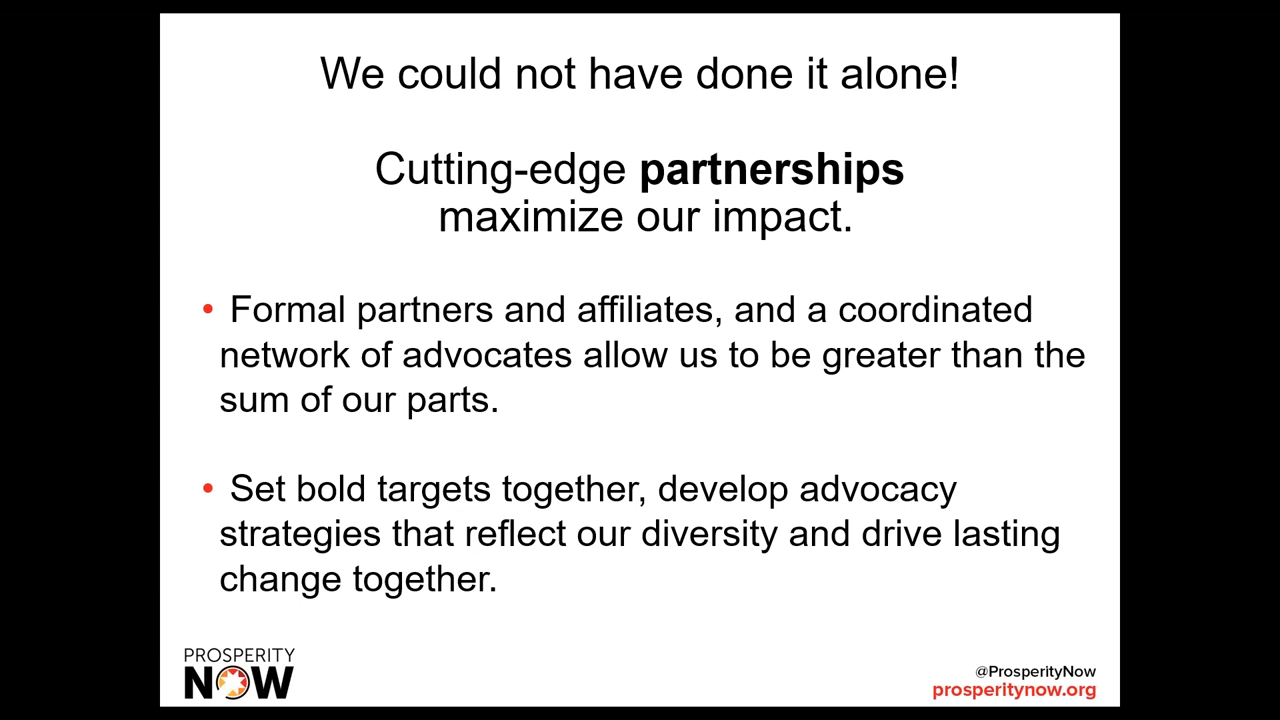 We could not have done it alone!
Cutting-edge partnerships
maximize our impact.
• Formal partners and affiliates, and a coordinated
network of advocates allow us to be greater than the
sum of our parts.
• Set bold targets together, develop advocacy
strategies that reflect our diversity and drive lasting
change together.
PROSPERITY
NOW
@ProsperityNow
prosperitynow.org